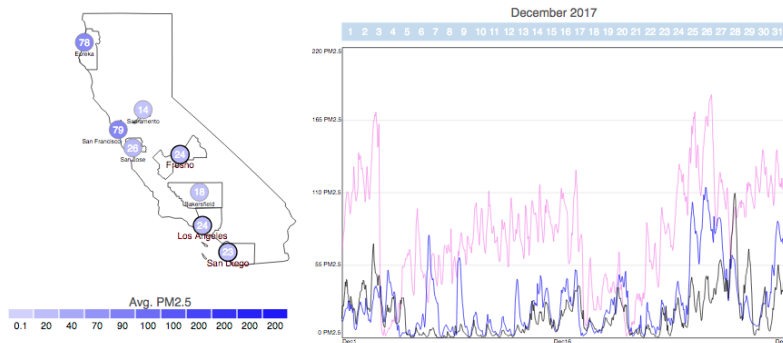 December 2017
1 2 3 4 5 6 7 8 9 10 11 12 13 14 15 16 17 18 19 20 21 22 23 24 25 26 27 28 29 30 31
220 PM2.5
165 PM2.5
110 PM2.5
55 PM2.5
0 PM2.5
Dec1
Dec16
78
Eureka
14
Sacramento
79
San Francisco
26
San Jose
24
Fresno
18
Bakersfield
24
Los Angeles
23
San Diego
Avg. PM2.5
0.1 20 40 70 90 100 100 200 200 200